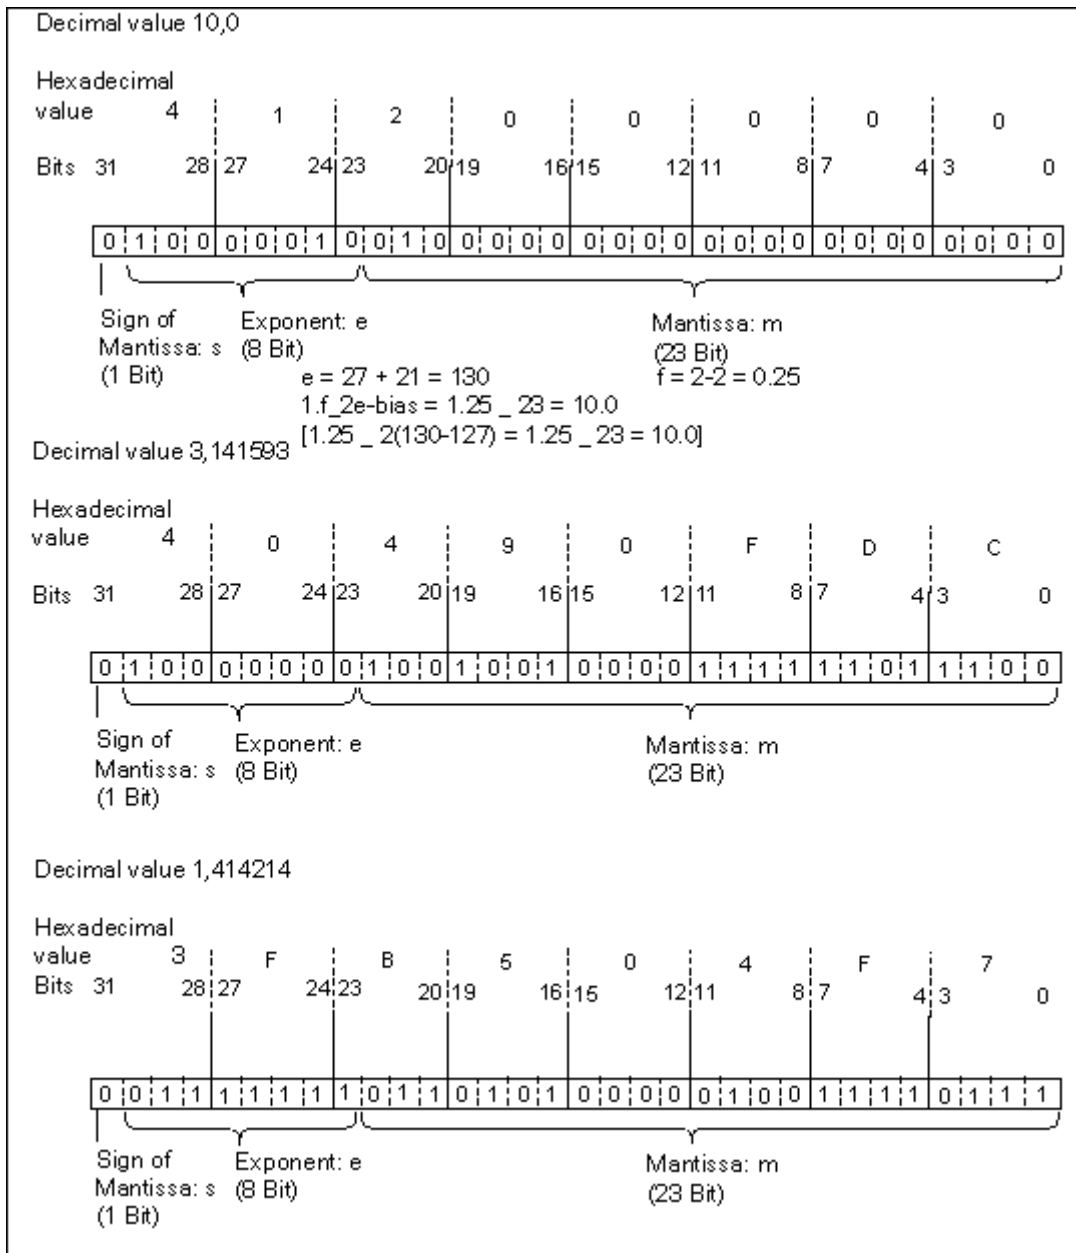 Decimal value 10,0
Hexadecimal
value 4 1 2 0 0 0 0 0
Bits 31 28 27 24 23 20 19 16 15 12 11 8 7 4 3 0
0 1 0 0 0 0 0 1 0 0 1 0 0 0 0 0 0 0 0 0 0 0 0 0 0 0 0 0 0 0 0 0
Sign of Exponent: e Mantissa: m
Mantissa: s (8 Bit) (23 Bit)
(1 Bit) e = 27 + 21 = 130 f = 2-2 = 0.25
1.f_2e-bias = 1.25 _ 23 = 10.0
[1.25 _ 2(130-127) = 1.25 _ 23 = 10.0]
Decimal value 3,141593
Hexadecimal
value 4 0 4 9 0 F D C
Bits 31 28 27 24 23 20 19 16 15 12 11 8 7 4 3 0
0 1 0 0 0 0 0 0 0 1 0 0 1 0 0 1 0 0 0 0 1 1 1 1 1 1 0 1 1 1 0 0
Sign of Exponent: e Mantissa: m
Mantissa: s (8 Bit) (23 Bit)
(1 Bit)
Decimal value 1,414214
Hexadecimal
value 3 F B 5 0 4 F 7
Bits 31 28 27 24 23 20 19 16 15 12 11 8 7 4 3 0
0 0 1 1 1 1 1 1 1 0 1 1 0 1 0 1 0 0 0 0 0 1 0 0 1 1 1 1 0 1 1 1
Sign of Exponent: e Mantissa: m
Mantissa: s (8 Bit) (23 Bit)
(1 Bit)